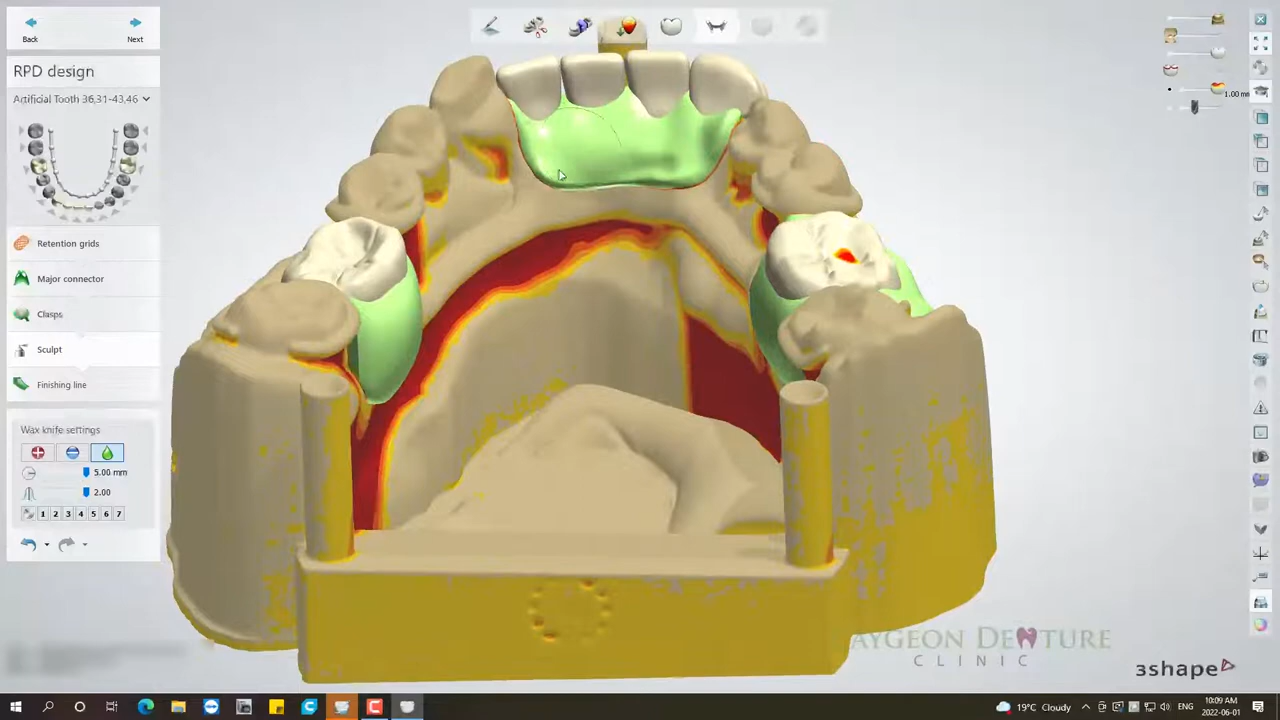 Back
Next
RPD design
Artificial Tooth 36,31-43,46
Retention grids
Major connector
Clasps
Sculpt
Finishing line
Wax knife settings
5.00 mm
2.00
1 2 3 4 5 6 7
1.00 mm
AYGEON DENTURE
CLINIC
3shape
19°C Cloudy
ENG
10:09 AM
2022-06-01